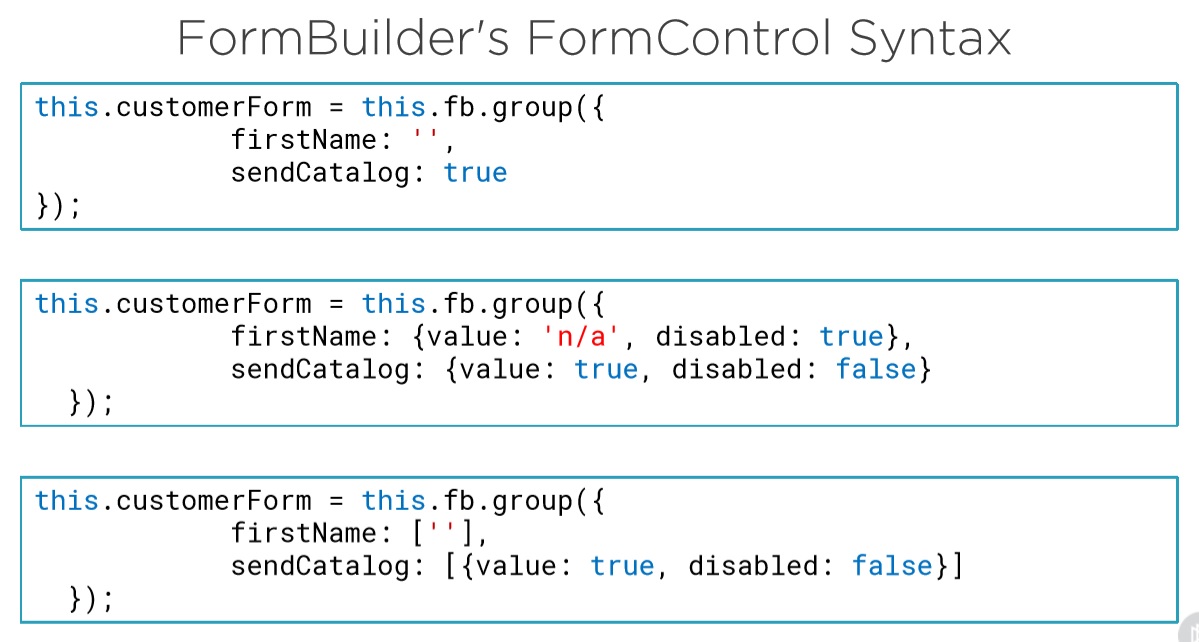 FormBuilder's FormControl Syntax
this.customerForm = this.fb.group({
            firstName: '',
            sendCatalog: true
});
this.customerForm = this.fb.group({
            firstName: {value: 'n/a', disabled: true},
            sendCatalog: {value: true, disabled: false}
  });
this.customerForm = this.fb.group({
            firstName: [''],
            sendCatalog: [{value: true, disabled: false}]
  });